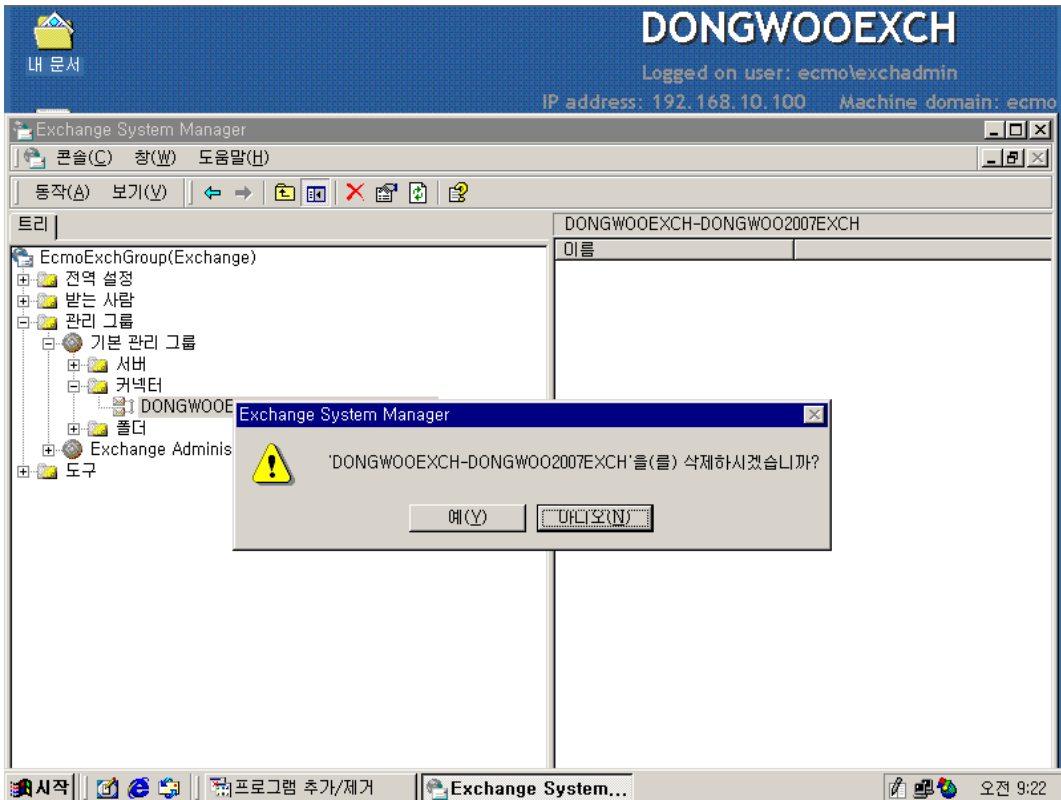 DONGWOOEXCH
내 문서
Logged on user: ecmo\exchadmin
IP address: 192.168.10.100 Machine domain: ecmo
Exchange System Manager
콘솔(C) 창(W) 도움말(H)
동작(A) 보기(V)
트리
DONGWOOEXCH-DONGWOO2007EXCH
이름
EcmoExchGroup(Exchange)
전역 설정
받는 사람
관리 그룹
기본 관리 그룹
서버
커넥터
DONGWOOE
폴더
Exchange Adminis
도구
Exchange System Manager
'DONGWOOEXCH-DONGWOO2007EXCH'을(를) 삭제하시겠습니까?
예(Y) 아니오(N)
시작 프로그램 추가/제거 Exchange System... 오전 9:22